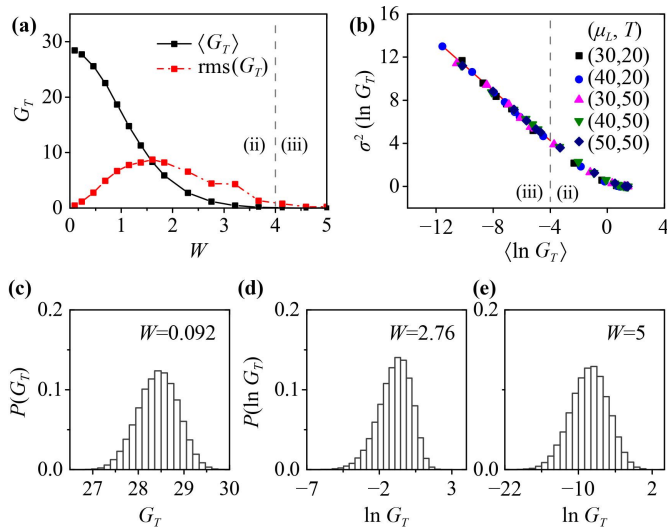 (a)
30
20
10
0
G_T
⟨G_T⟩
rms(G_T)
(ii) (iii)
0 1 2 3 4 5
W
(b)
16
12
8
4
0
σ² (ln G_T)
(μ_L, T)
(30,20)
(40,20)
(30,50)
(40,50)
(50,50)
(iii) (ii)
−12 −8 −4 0 4
⟨ln G_T⟩
(c)
0.2
0.1
0.0
P(G_T)
W=0.092
27 28 29 30
G_T
(d)
0.2
0.1
0.0
P(ln G_T)
W=2.76
−7 −2 3
ln G_T
(e)
0.2
0.1
0.0
W=5
−22 −10 2
ln G_T